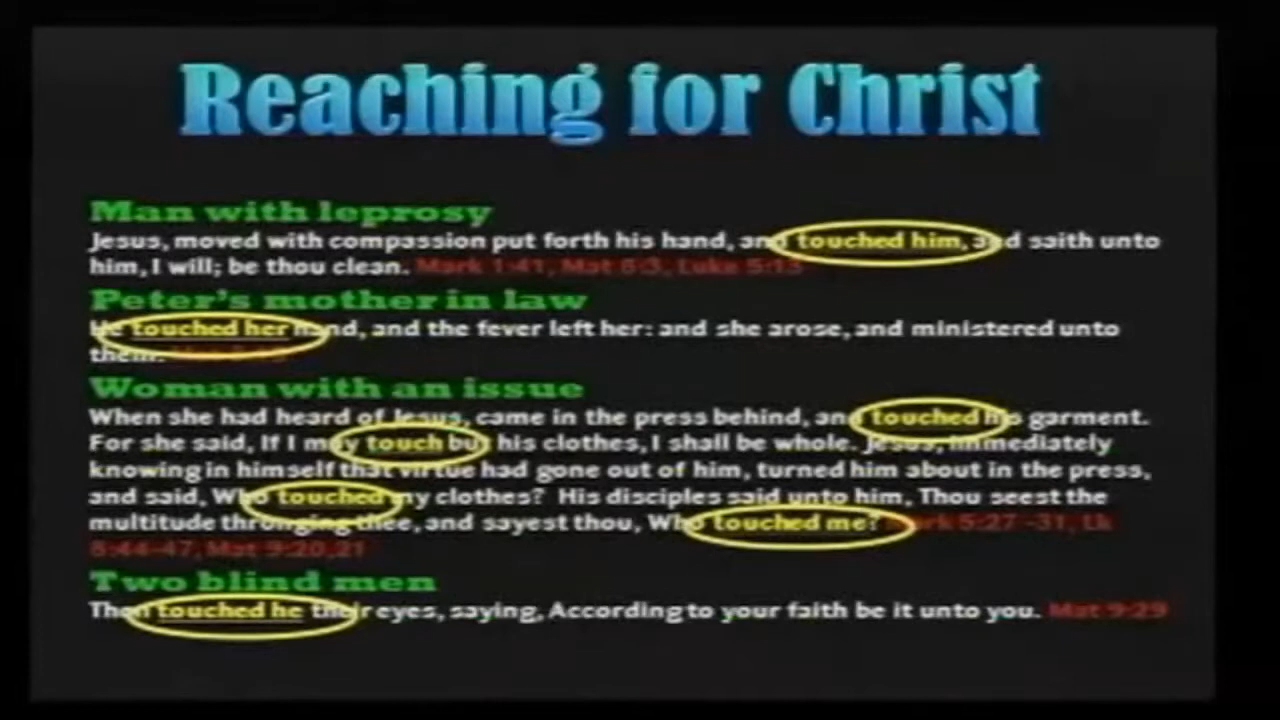 Reaching for Christ
Man with leprosy
Jesus, moved with compassion put forth his hand, and touched him, and saith unto
him, I will; be thou clean. Mark 1:41, Mat 8:3, Luke 5:13
Peter's mother in law
He touched her hand, and the fever left her: and she arose, and ministered unto
them.
Woman with an issue
When she had heard of Jesus, came in the press behind, and touched his garment.
For she said, If I may touch but his clothes, I shall be whole. Jesus, immediately
knowing in himself that virtue had gone out of him, turned him about in the press,
and said, Who touched my clothes? His disciples said unto him, Thou seest the
multitude thronging thee, and sayest thou, Who touched me? Mark 5:27 -31, Lk
8:44-47, Mat 9:20,21
Two blind men
Then touched he their eyes, saying, According to your faith be it unto you. Mat 9:29